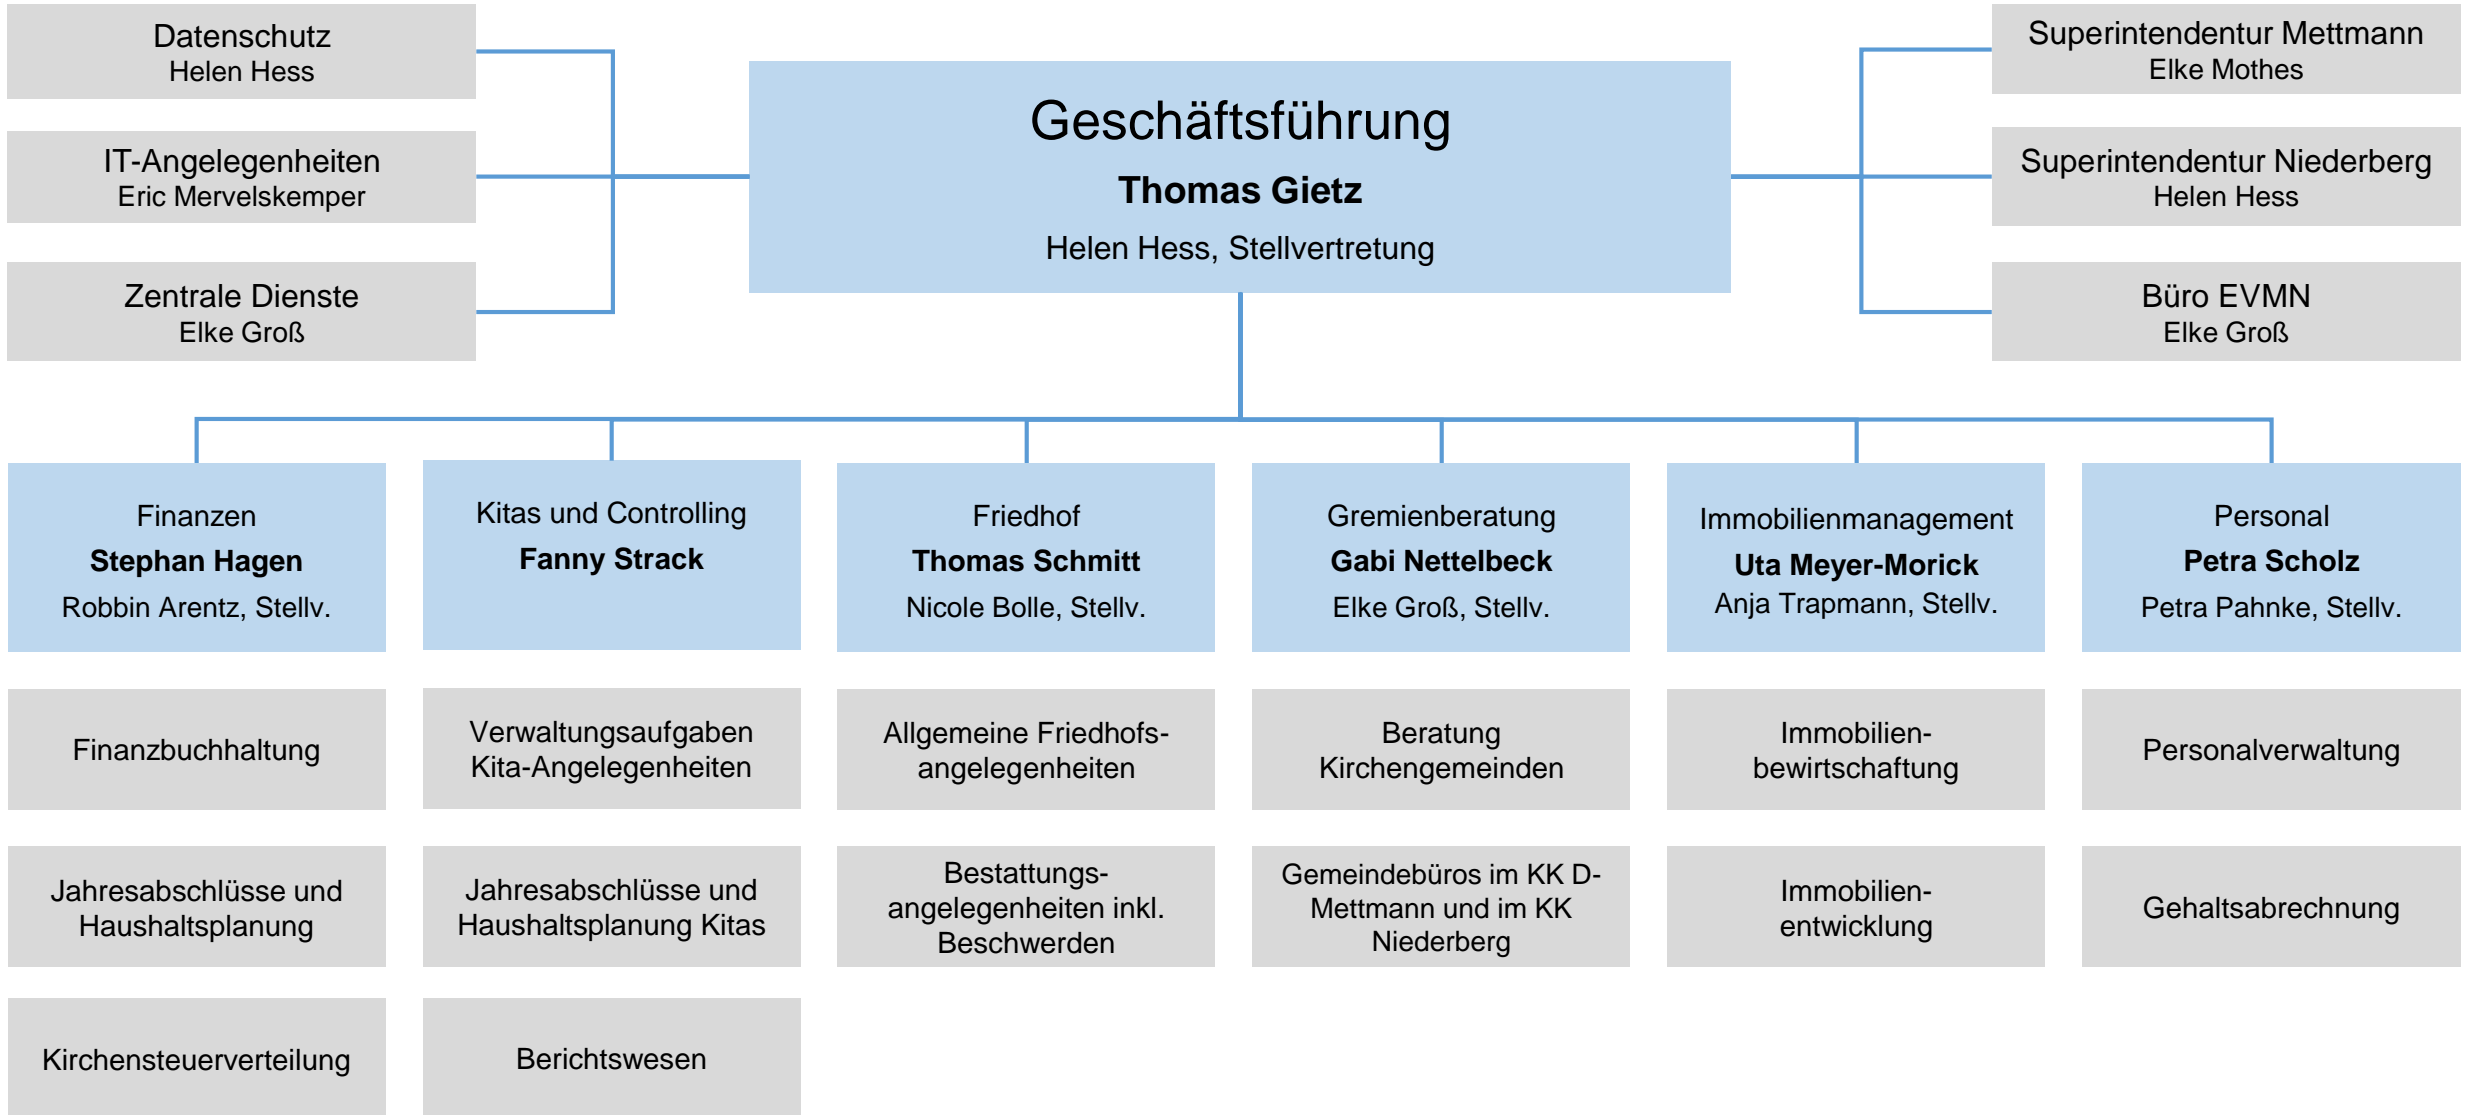 Datenschutz
Helen Hess
IT-Angelegenheiten
Eric Mervelskemper
Zentrale Dienste
Elke Groß
Geschäftsführung
Thomas Gietz
Helen Hess, Stellvertretung
Superintendentur Mettmann
Elke Mothes
Superintendentur Niederberg
Helen Hess
Büro EVMN
Elke Groß
Finanzen
Stephan Hagen
Robbin Arentz, Stellv.
Kitas und Controlling
Fanny Strack
Friedhof
Thomas Schmitt
Nicole Bolle, Stellv.
Gremienberatung
Gabi Nettelbeck
Elke Groß, Stellv.
Immobilienmanagement
Uta Meyer-Morick
Anja Trapmann, Stellv.
Personal
Petra Scholz
Petra Pahnke, Stellv.
Finanzbuchhaltung
Verwaltungsaufgaben
Kita-Angelegenheiten
Allgemeine Friedhofs-
angelegenheiten
Beratung
Kirchengemeinden
Immobilien-
bewirtschaftung
Personalverwaltung
Jahresabschlüsse und
Haushaltsplanung
Jahresabschlüsse und
Haushaltsplanung Kitas
Bestattungs-
angelegenheiten inkl.
Beschwerden
Gemeindebüros im KK D-
Mettmann und im KK
Niederberg
Immobilien-
entwicklung
Gehaltsabrechnung
Kirchensteuerverteilung
Berichtswesen